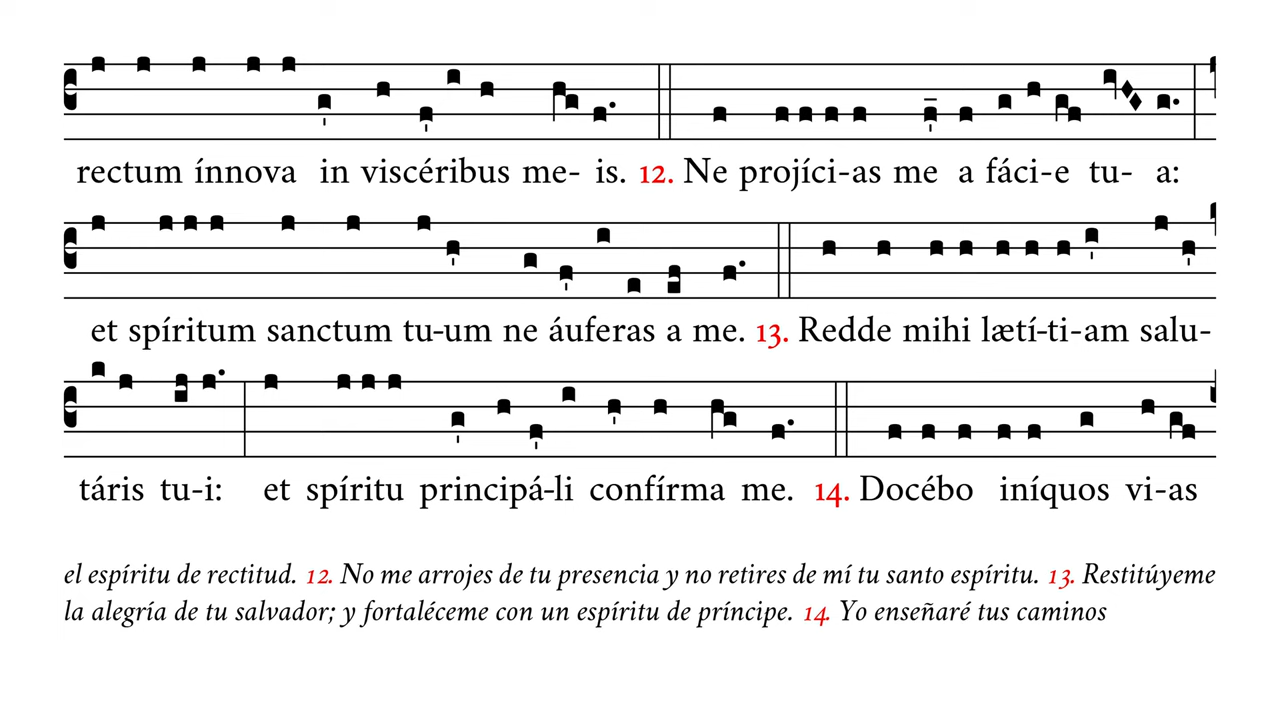 rectum ínnova in viscéribus me- is. 12. Ne projíci-as me a fáci-e tu- a:
et spíritum sanctum tu-um ne áuferas a me. 13. Redde mihi lætí-ti-am salu-
táris tu-i: et spíritu principá-li confírma me. 14. Docébo iníquos vi-as
el espíritu de rectitud. 12. No me arrojes de tu presencia y no retires de mí tu santo espíritu. 13. Restitúyeme
la alegría de tu salvador; y fortaléceme con un espíritu de príncipe. 14. Yo enseñaré tus caminos